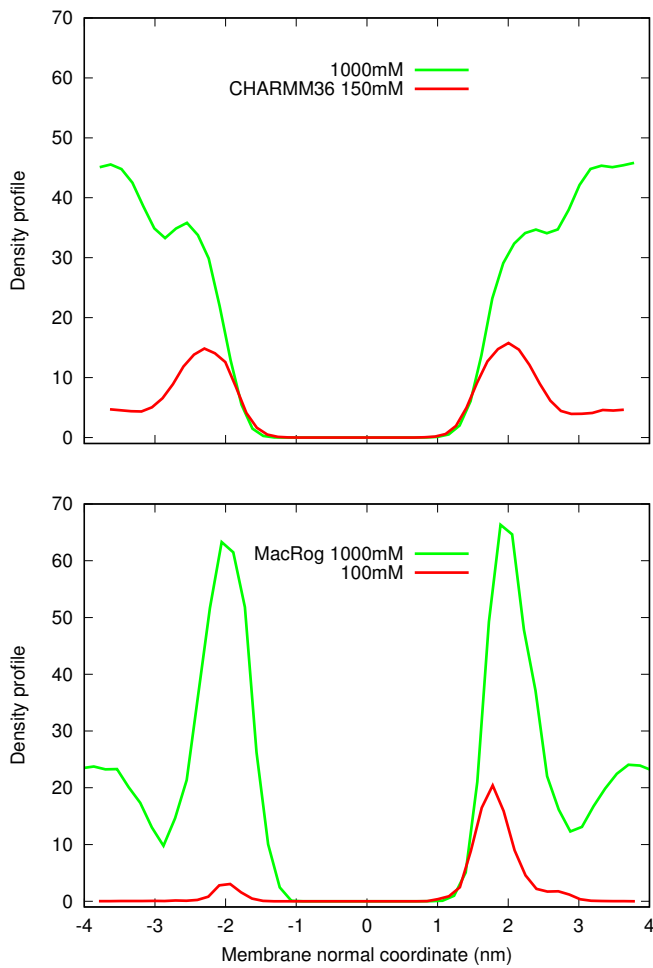 70
60
50
40
30
20
10
0
Density profile
1000mM
CHARMM36 150mM
70
60
50
40
30
20
10
0
Density profile
MacRog 1000mM
100mM
-4 -3 -2 -1 0 1 2 3 4
Membrane normal coordinate (nm)